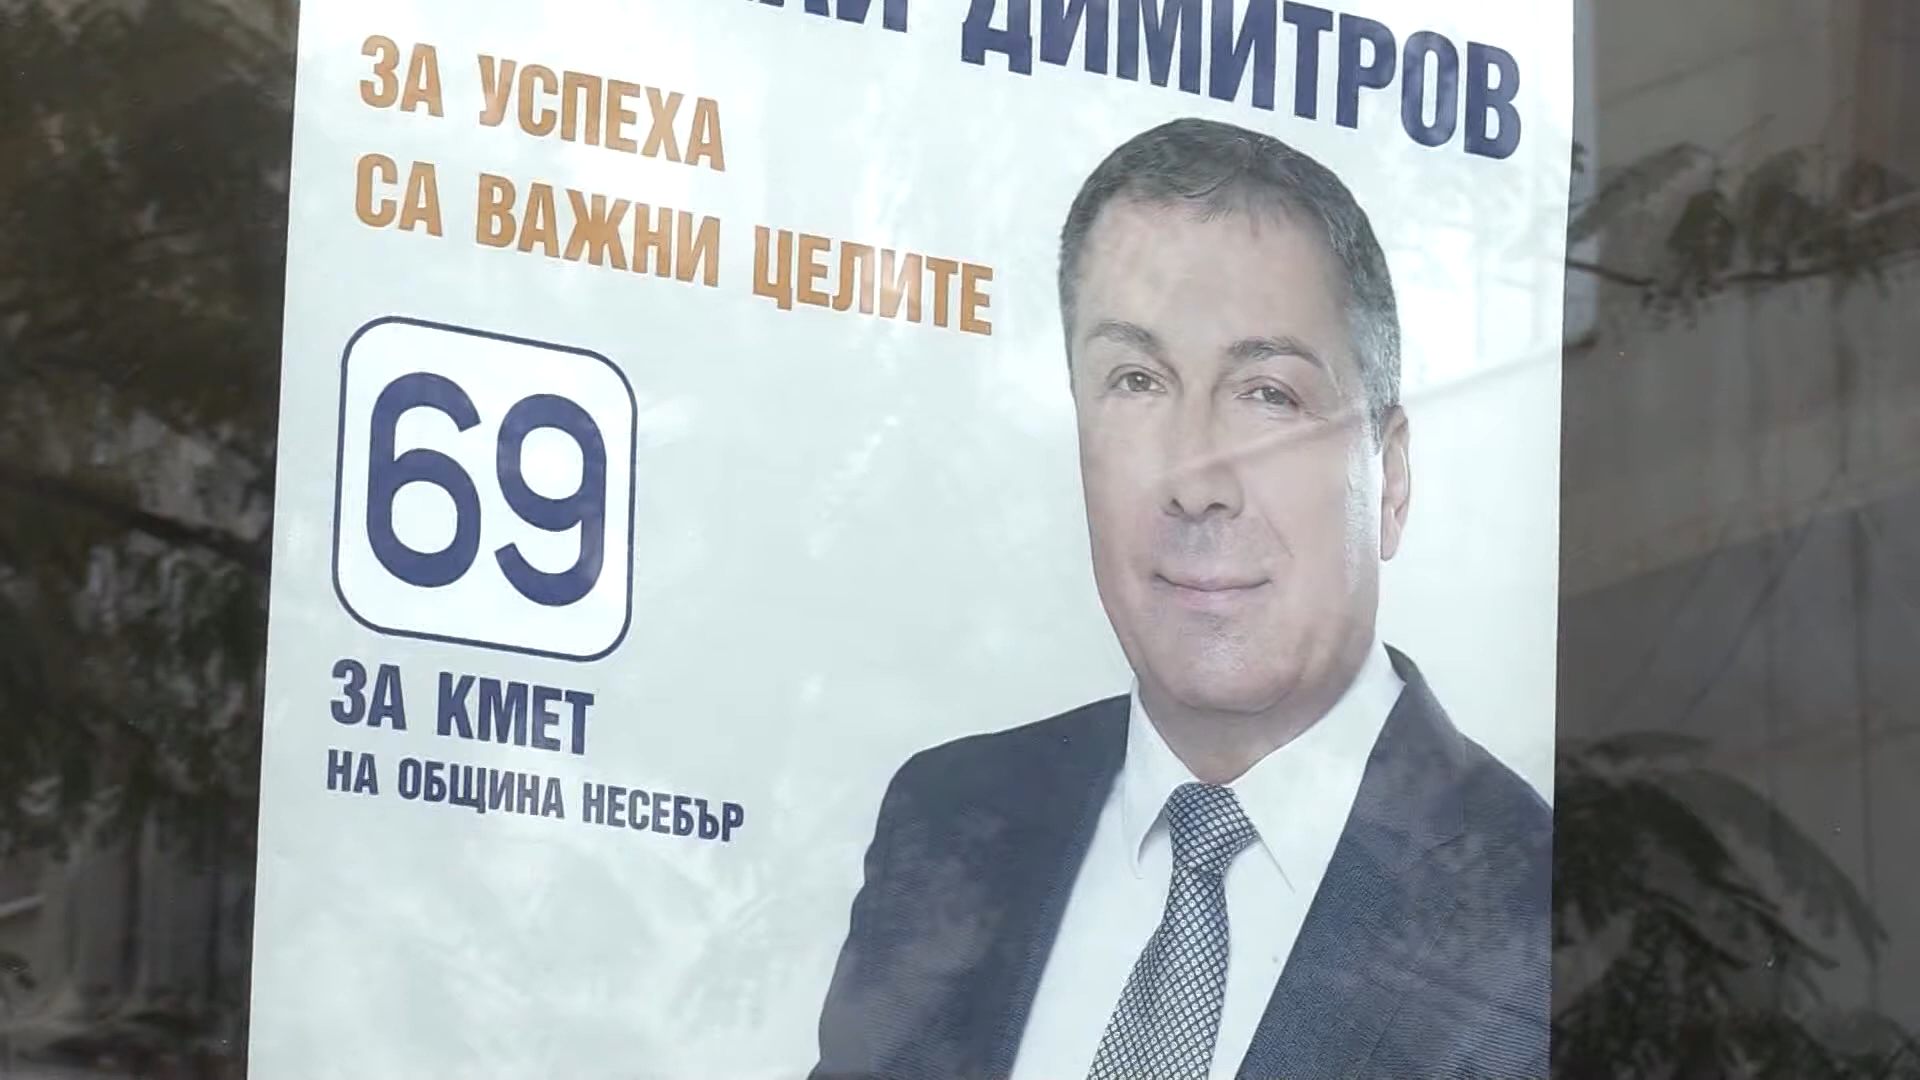 ДИМИТРОВ
ЗА УСПЕХА
СА ВАЖНИ ЦЕЛИТЕ
69
ЗА КМЕТ
НА ОБЩИНА НЕСЕБЪР